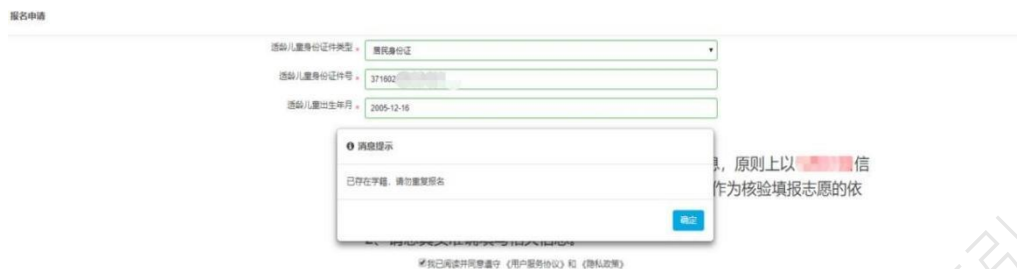 报名申请
适龄儿童身份证件类型 *
居民身份证
适龄儿童身份证件号 *
371602
适龄儿童出生年月 *
2005-12-16
消息提示
已存在学籍，请勿重复报名
确定
，原则上以
信
作为核验填报志愿的依
我已阅读并同意遵守《用户服务协议》和《隐私政策》